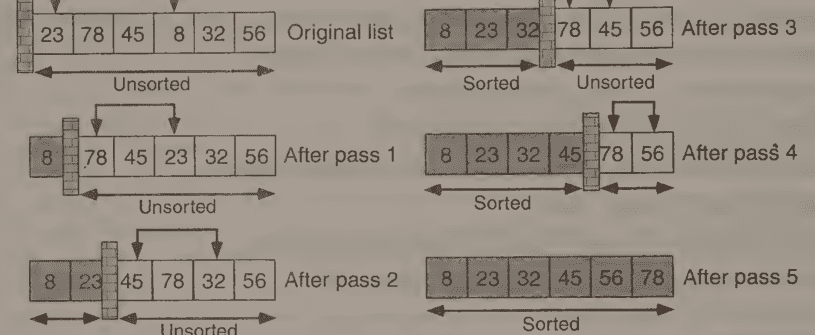 23 78 45 8 32 56 Original list
Unsorted
8 78 45 23 32 56 After pass 1
Unsorted
8 23 45 78 32 56 After pass 2
Unsorted
8 23 32 78 45 56 After pass 3
Sorted Unsorted
8 23 32 45 78 56 After pass 4
Sorted
8 23 32 45 56 78 After pass 5
Sorted